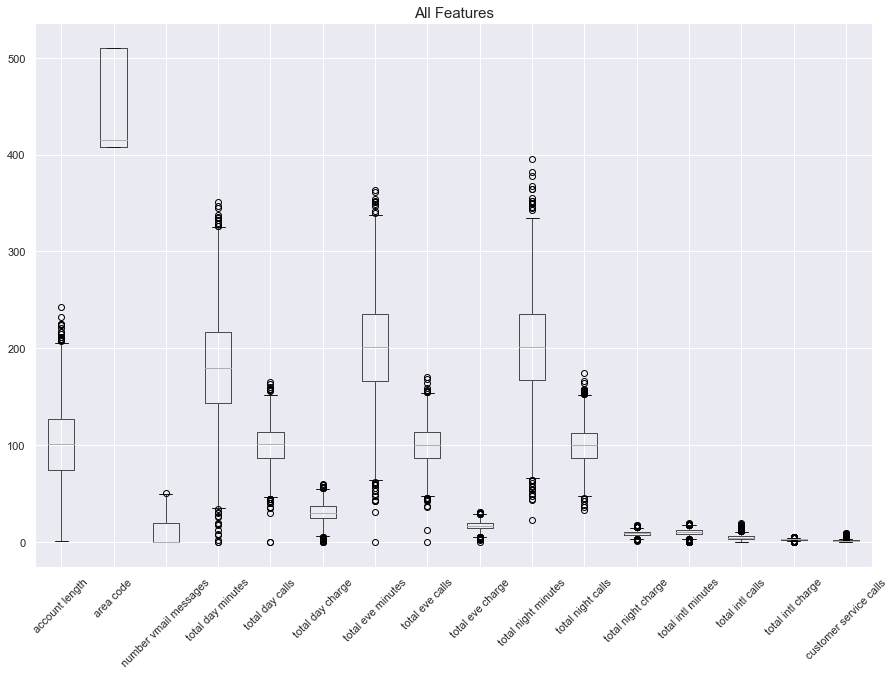 All Features
500
400
300
200
100
0
account length
area code
number vmail messages
total day minutes
total day calls
total day charge
total eve minutes
total eve calls
total eve charge
total night minutes
total night calls
total night charge
total intl minutes
total intl calls
total intl charge
customer service calls